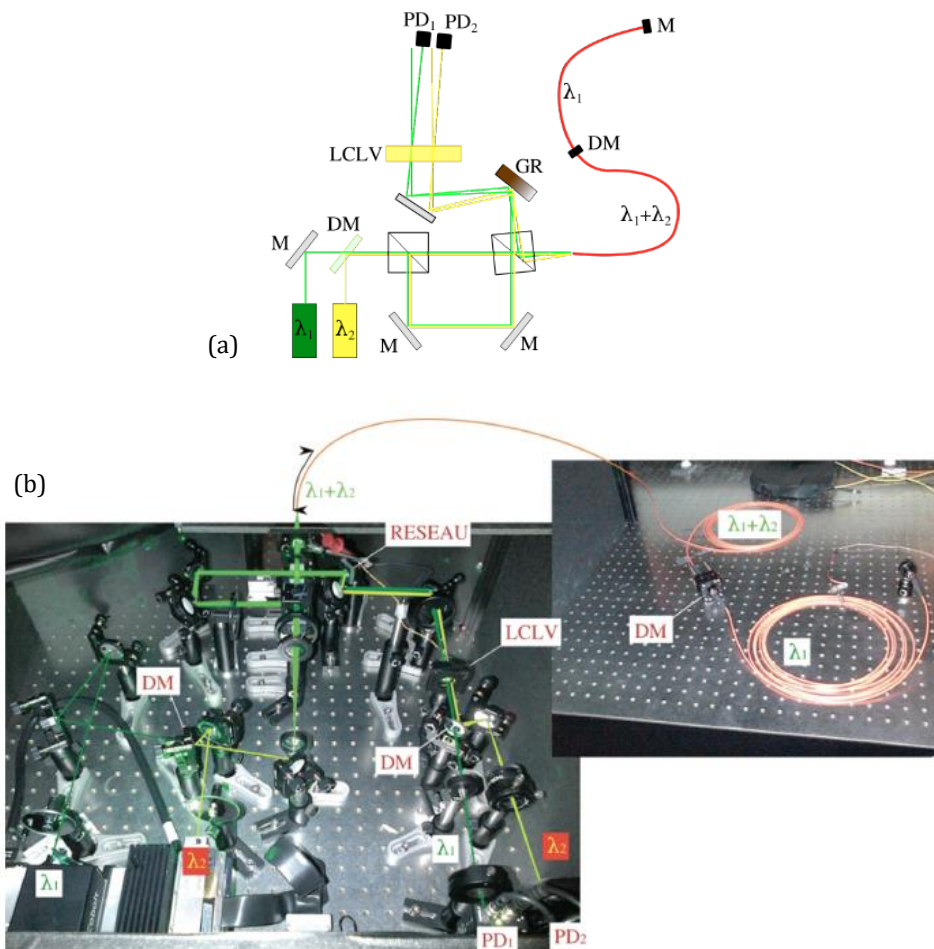 PD₁
PD₂
M
λ₁
DM
LCLV
GR
DM
M
λ₁+λ₂
λ₁
λ₂
M
M
(a)
(b)
λ₁+λ₂
RESEAU
λ₁+λ₂
DM
LCLV
λ₁
DM
DM
λ₁
λ₂
λ₁
λ₂
PD₁
PD₂